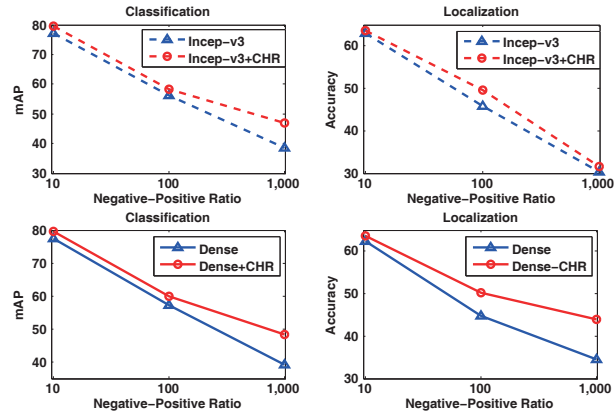 Classification
80
70
60
50
40
30
mAP
Incep-v3
Incep-v3+CHR
10
100
1,000
Negative-Positive Ratio
Localization
60
50
40
30
Accuracy
Incep-v3
Incep-v3+CHR
10
100
1,000
Negative-Positive Ratio
Classification
80
70
60
50
40
mAP
Dense
Dense+CHR
10
100
1,000
Negative-Positive Ratio
Localization
60
50
40
30
Accuracy
Dense
Dense-CHR
10
100
1,000
Negative-Positive Ratio